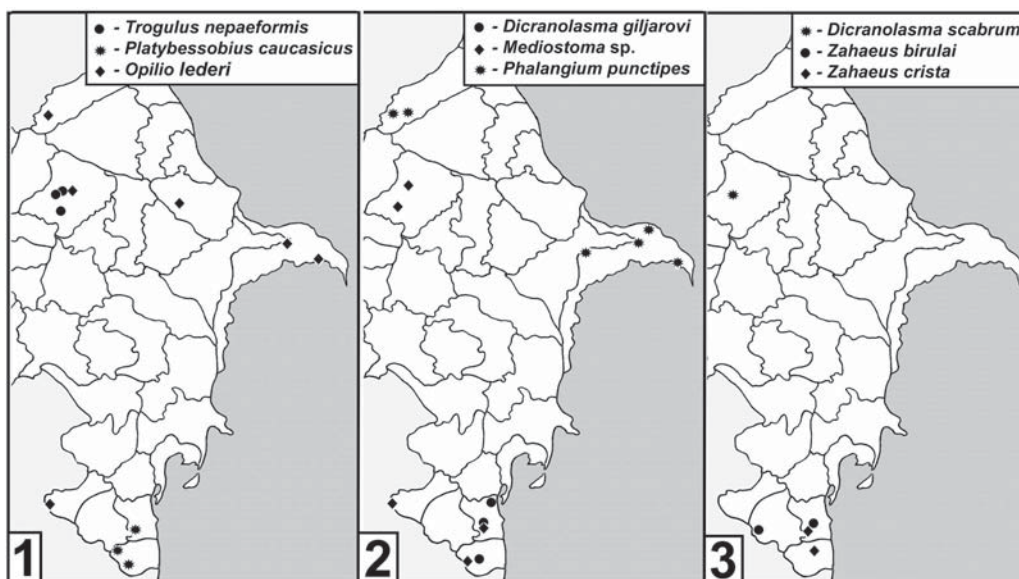 - Trogulus nepaeformis
- Platybessobius caucasicus
- Opilio lederi
1
- Dicranolasma giljarovi
- Mediostoma sp.
- Phalangium punctipes
2
- Dicranolasma scabrum
- Zahaeus birulai
- Zahaeus crista
3